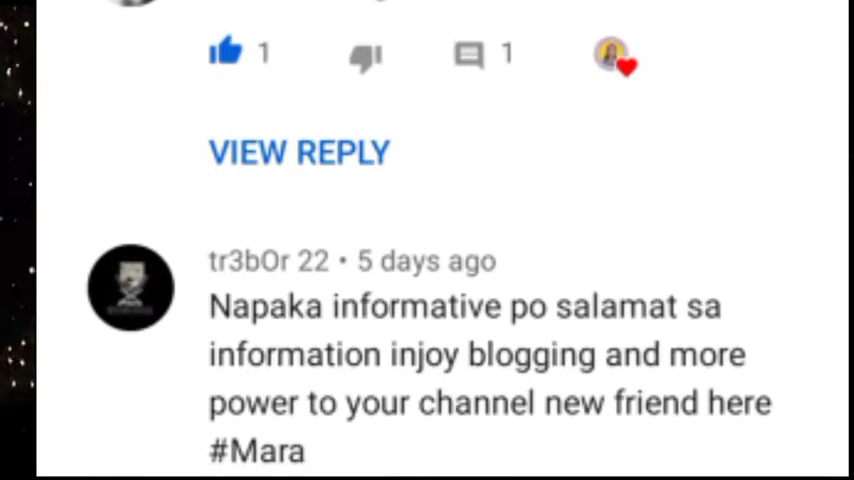 1 1
VIEW REPLY
tr3bOr 22 • 5 days ago
Napaka informative po salamat sa
information injoy blogging and more
power to your channel new friend here
#Mara